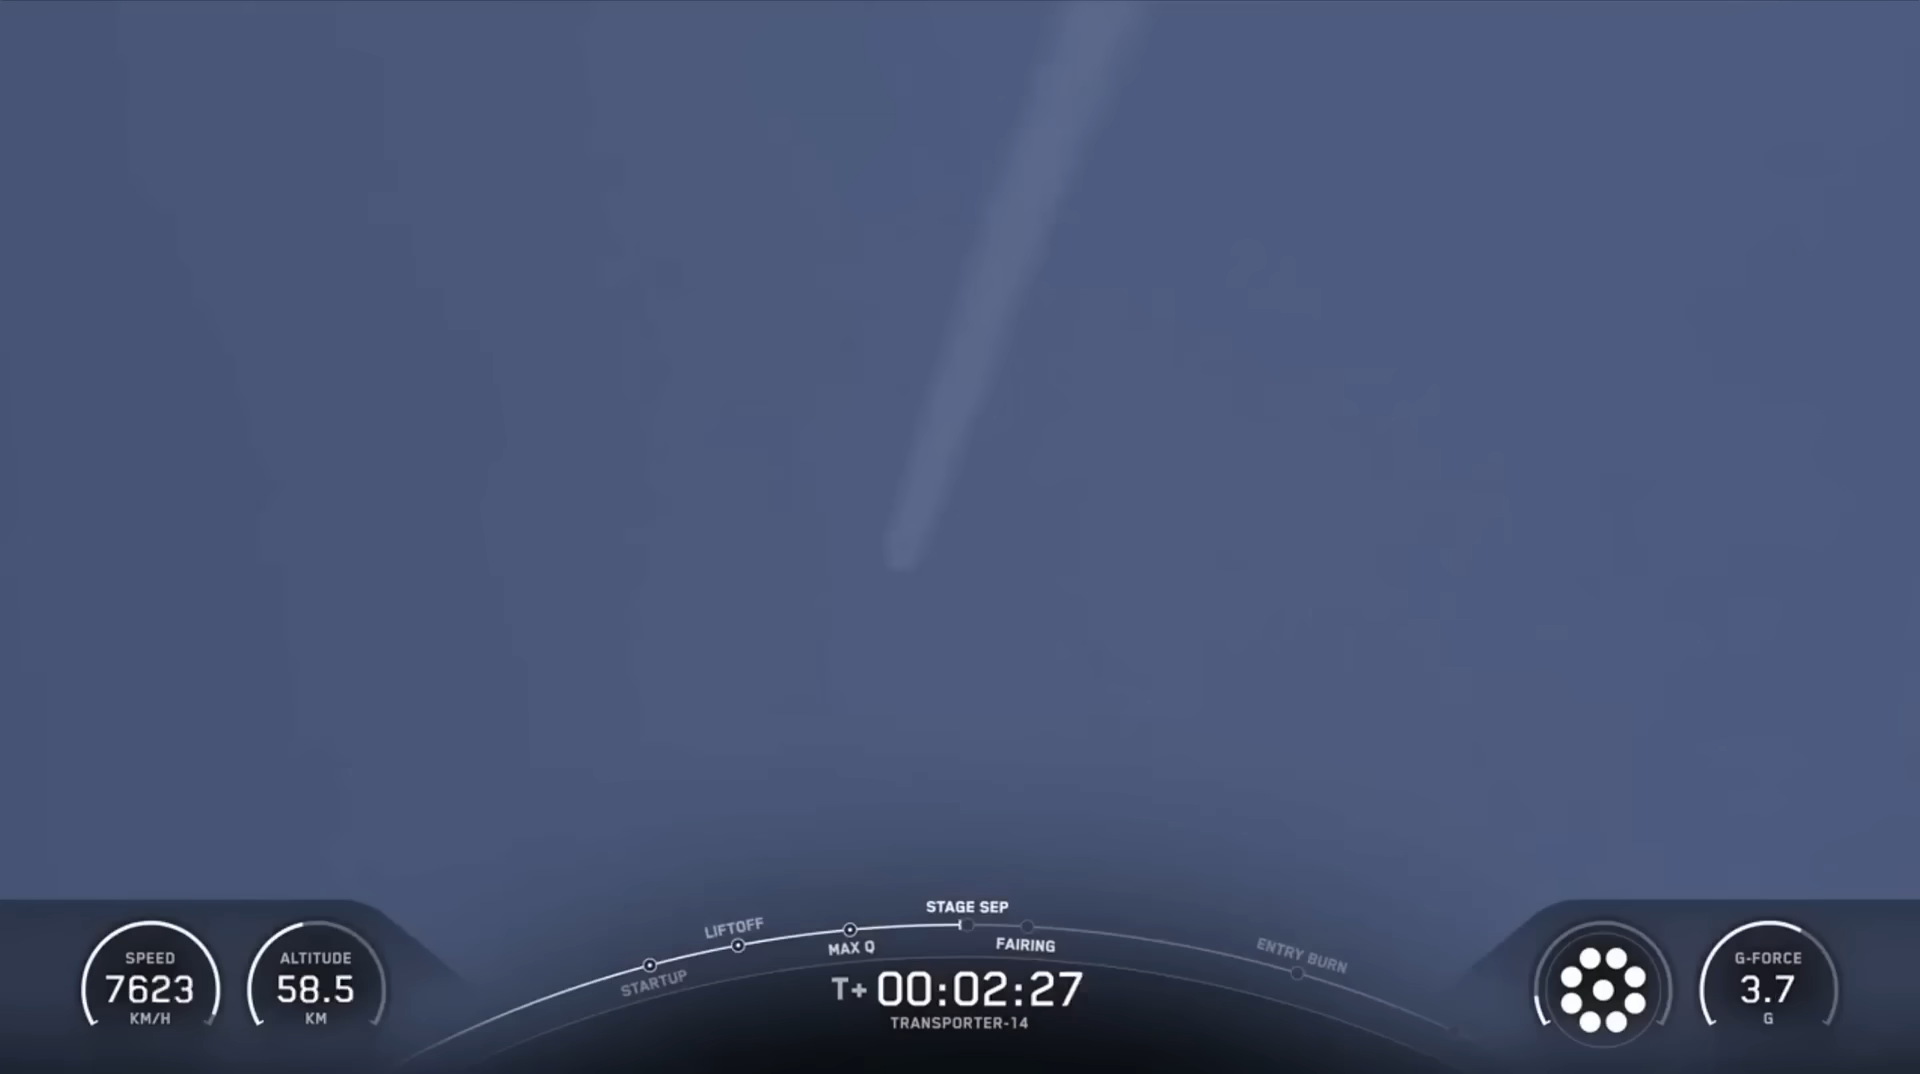 STAGE SEP
LIFTOFF
MAX Q
FAIRING
ENTRY BURN
STARTUP
SPEED
7623
KM/H
ALTITUDE
58.5
KM
T+ 00:02:27
TRANSPORTER-14
G-FORCE
3.7
G